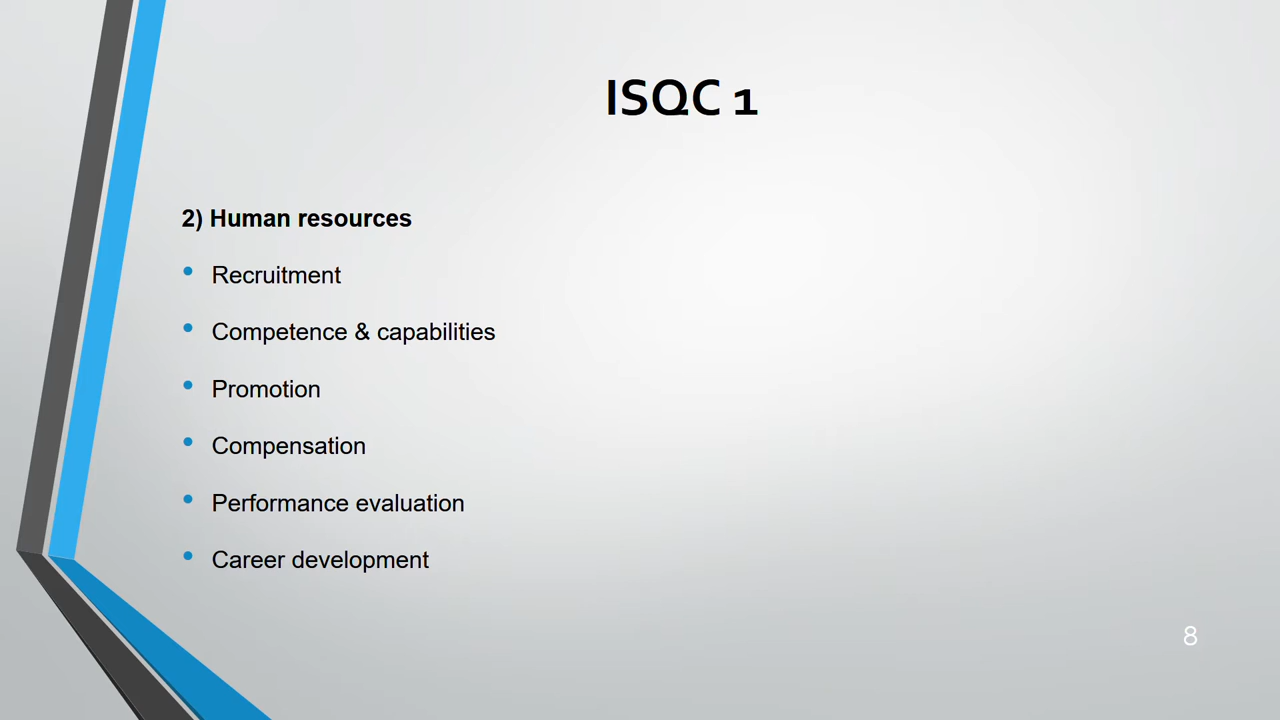 ISQC 1
2) Human resources
• Recruitment
• Competence & capabilities
• Promotion
• Compensation
• Performance evaluation
• Career development
8